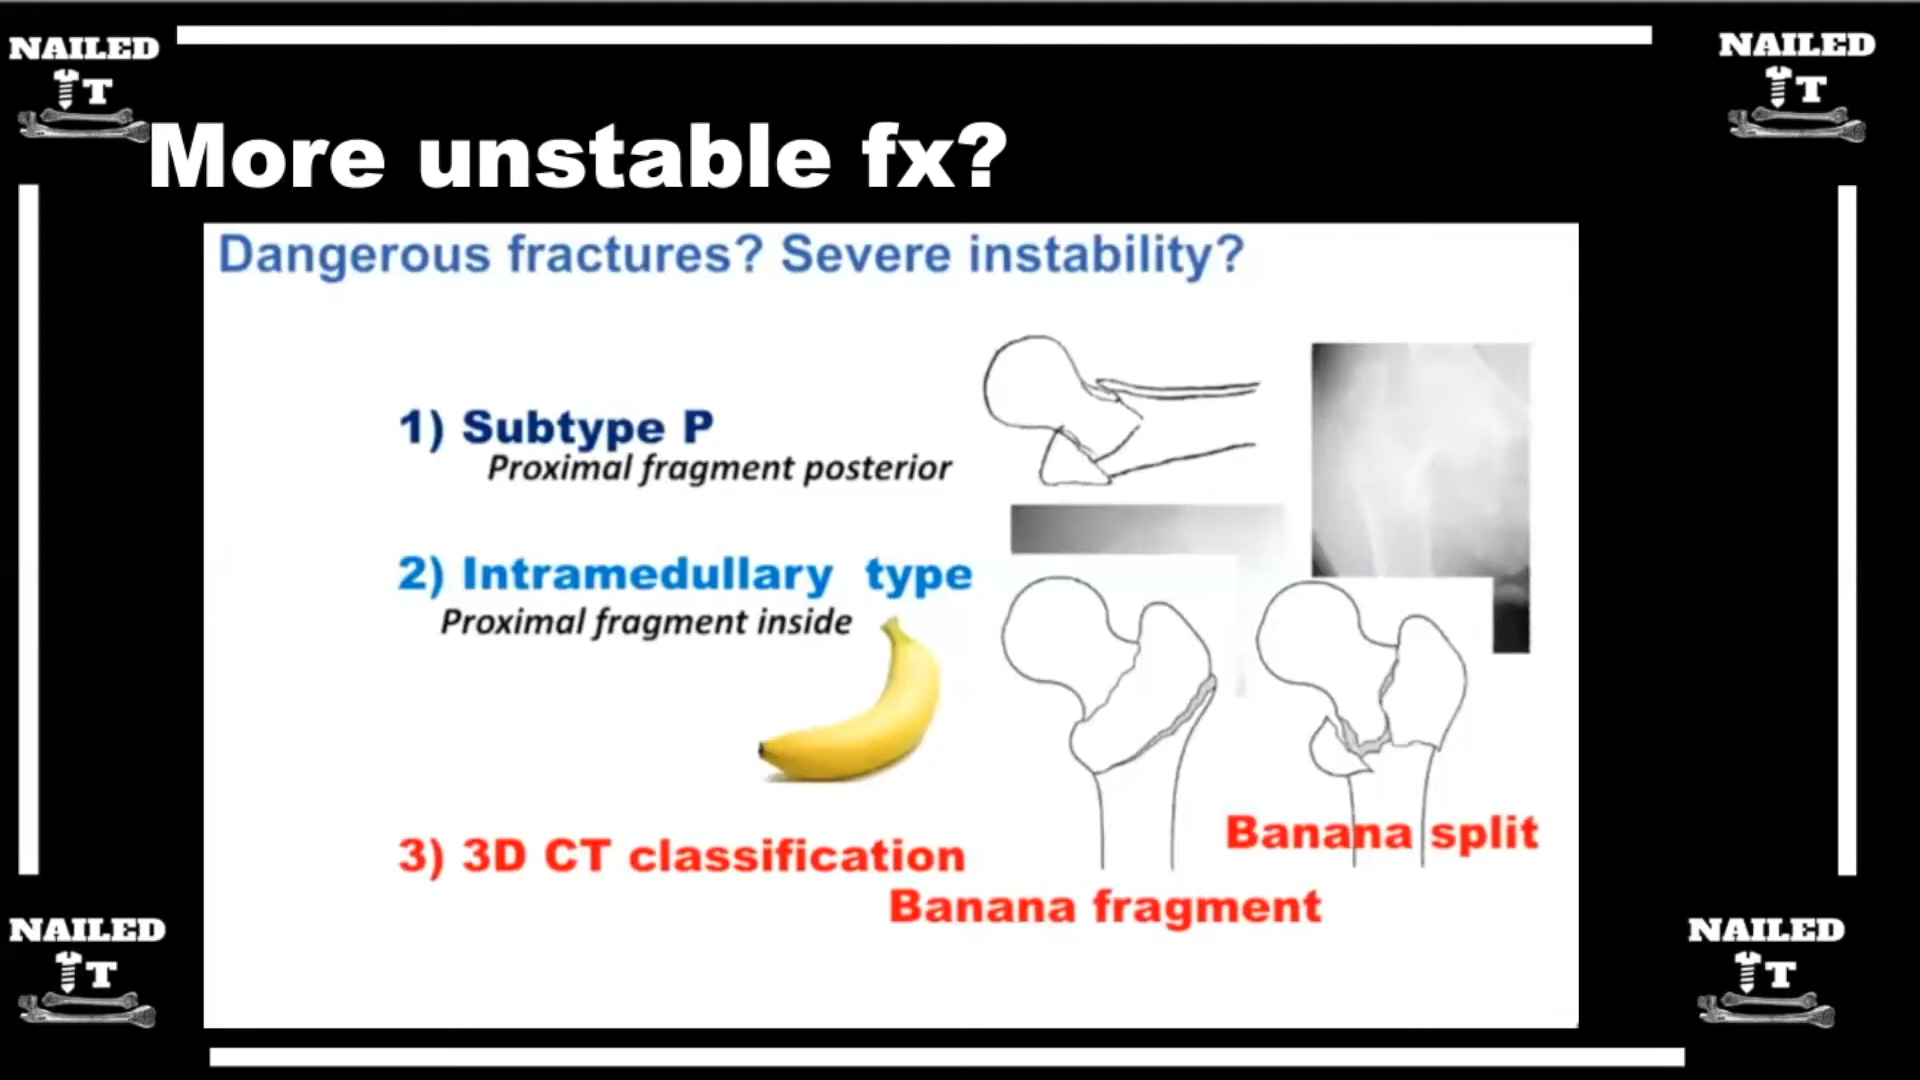 NAILED
IT
NAILED
IT
More unstable fx?
Dangerous fractures? Severe instability?
1) Subtype P
Proximal fragment posterior
2) Intramedullary type
Proximal fragment inside
3) 3D CT classification
Banana split
Banana fragment
NAILED
IT
NAILED
IT